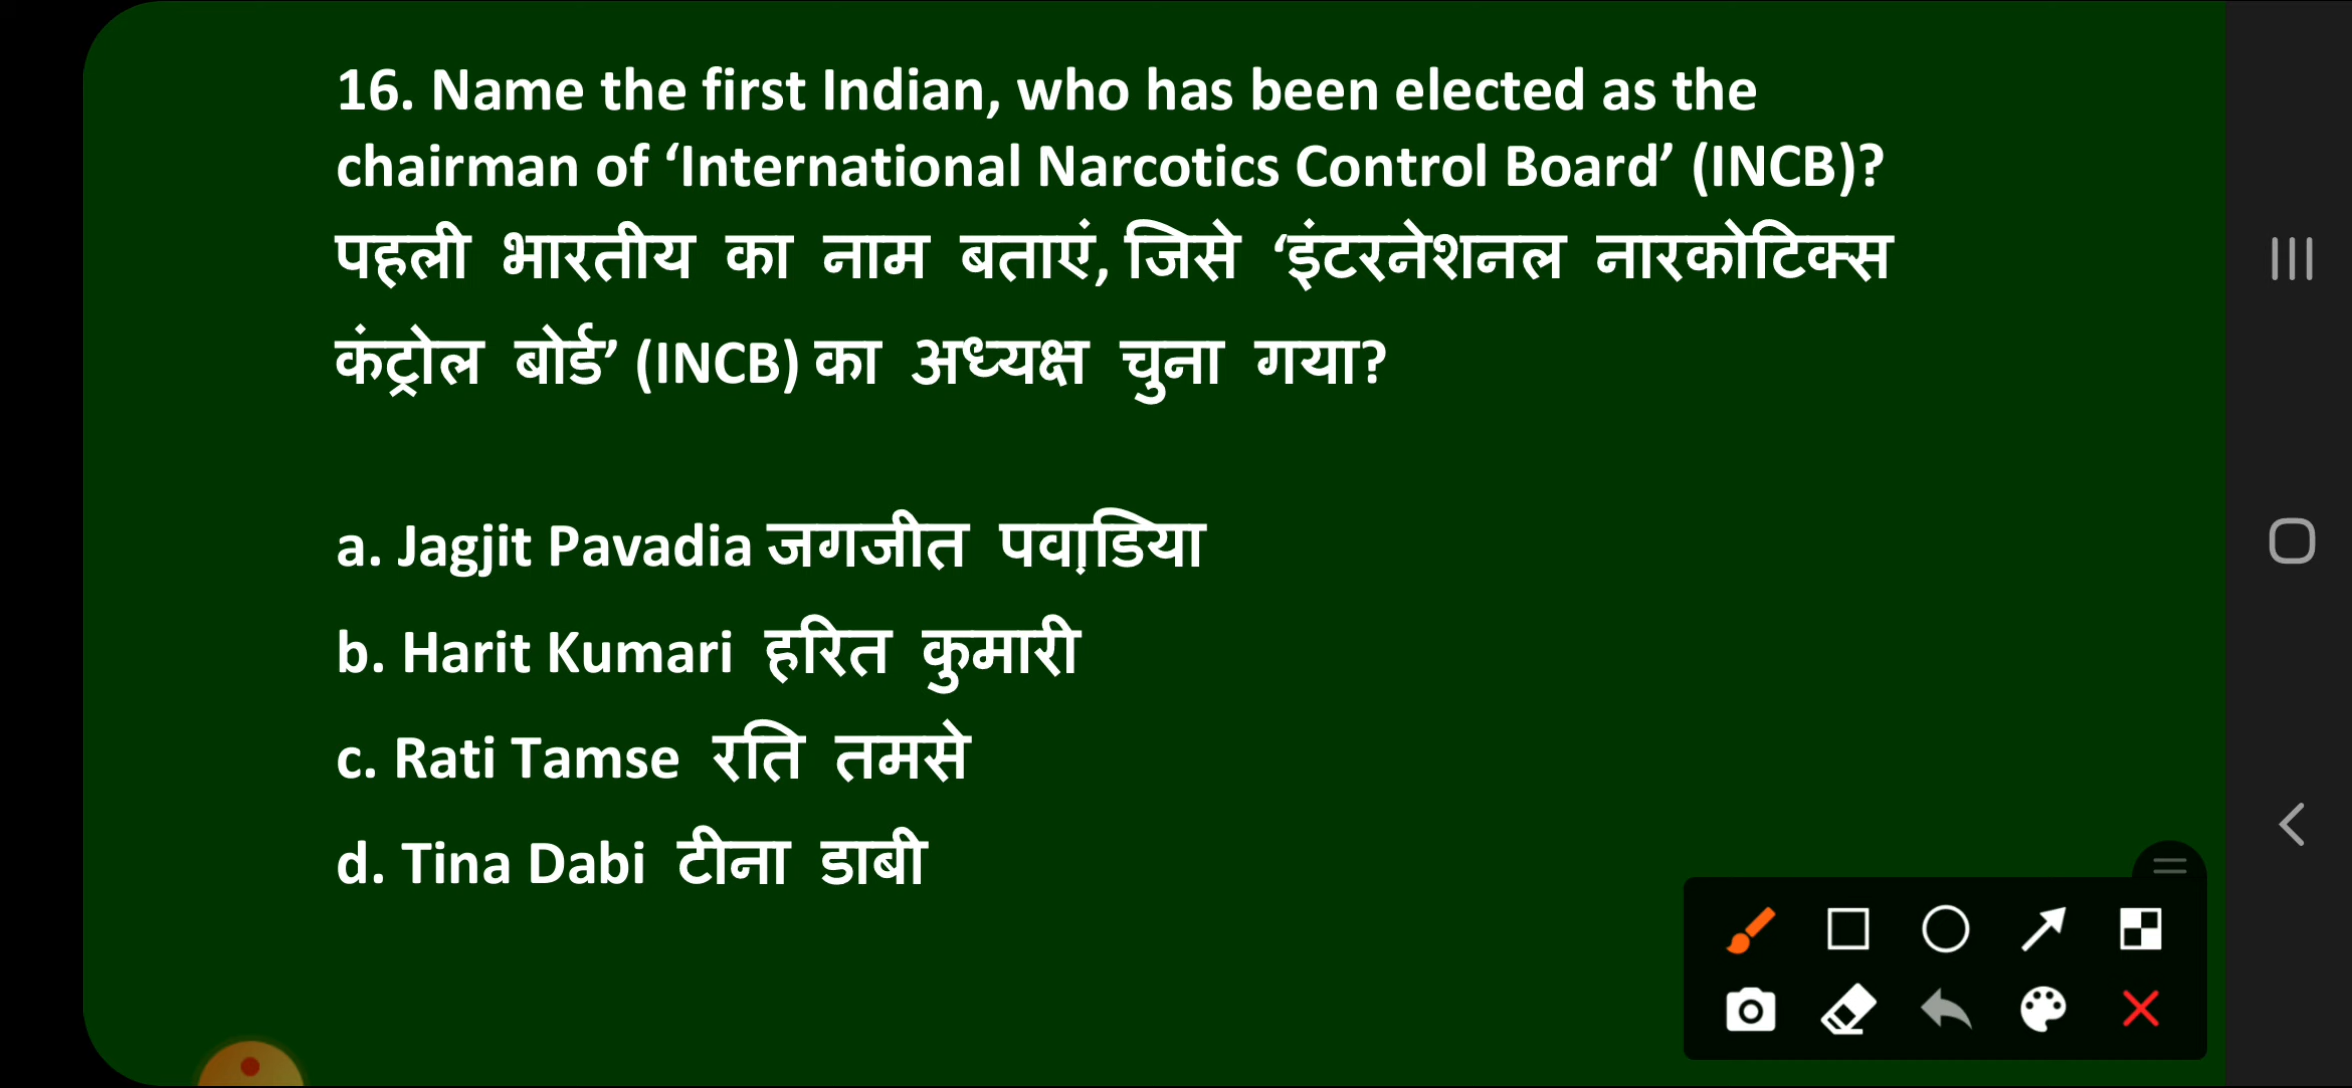 16. Name the first Indian, who has been elected as the
chairman of ‘International Narcotics Control Board’ (INCB)?
पहली भारतीय का नाम बताएं, जिसे ‘इंटरनेशनल नारकोटिक्स
कंट्रोल बोर्ड’ (INCB) का अध्यक्ष चुना गया?
a. Jagjit Pavadia जगजीत पवाड़िया
b. Harit Kumari हरित कुमारी
c. Rati Tamse रति तमसे
d. Tina Dabi टीना डाबी